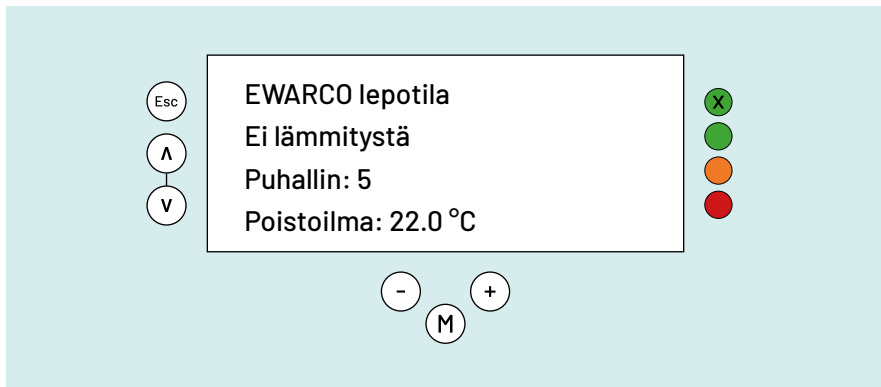 Esc
EWARCO lepotila
X
Ei lämmitystä
Λ
Puhallin: 5
V
Poistoilma: 22.0 °C
-
+
M